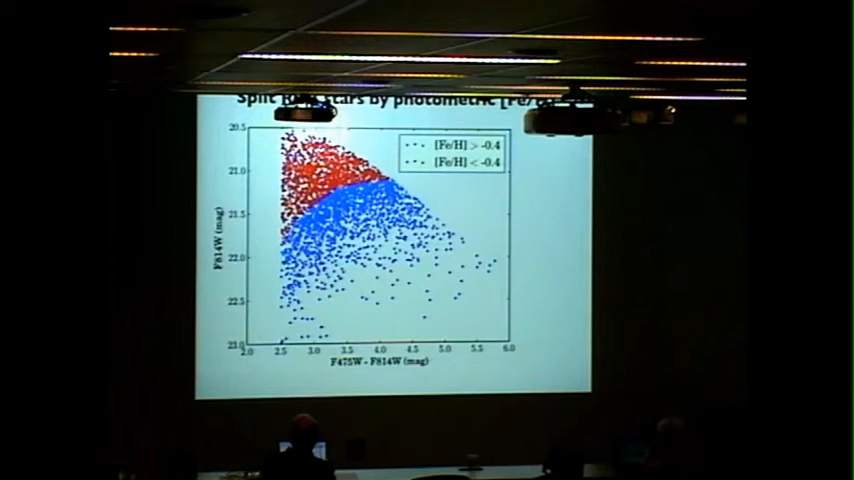 Split stars by photometric [Fe/
20.5
[Fe/H] > -0.4
[Fe/H] < -0.4
21.0
21.5
22.0
22.5
F814W (mag)
2.0 2.5 3.0 3.5 4.0 4.5 5.0 5.5 6.0
F475W - F814W (mag)